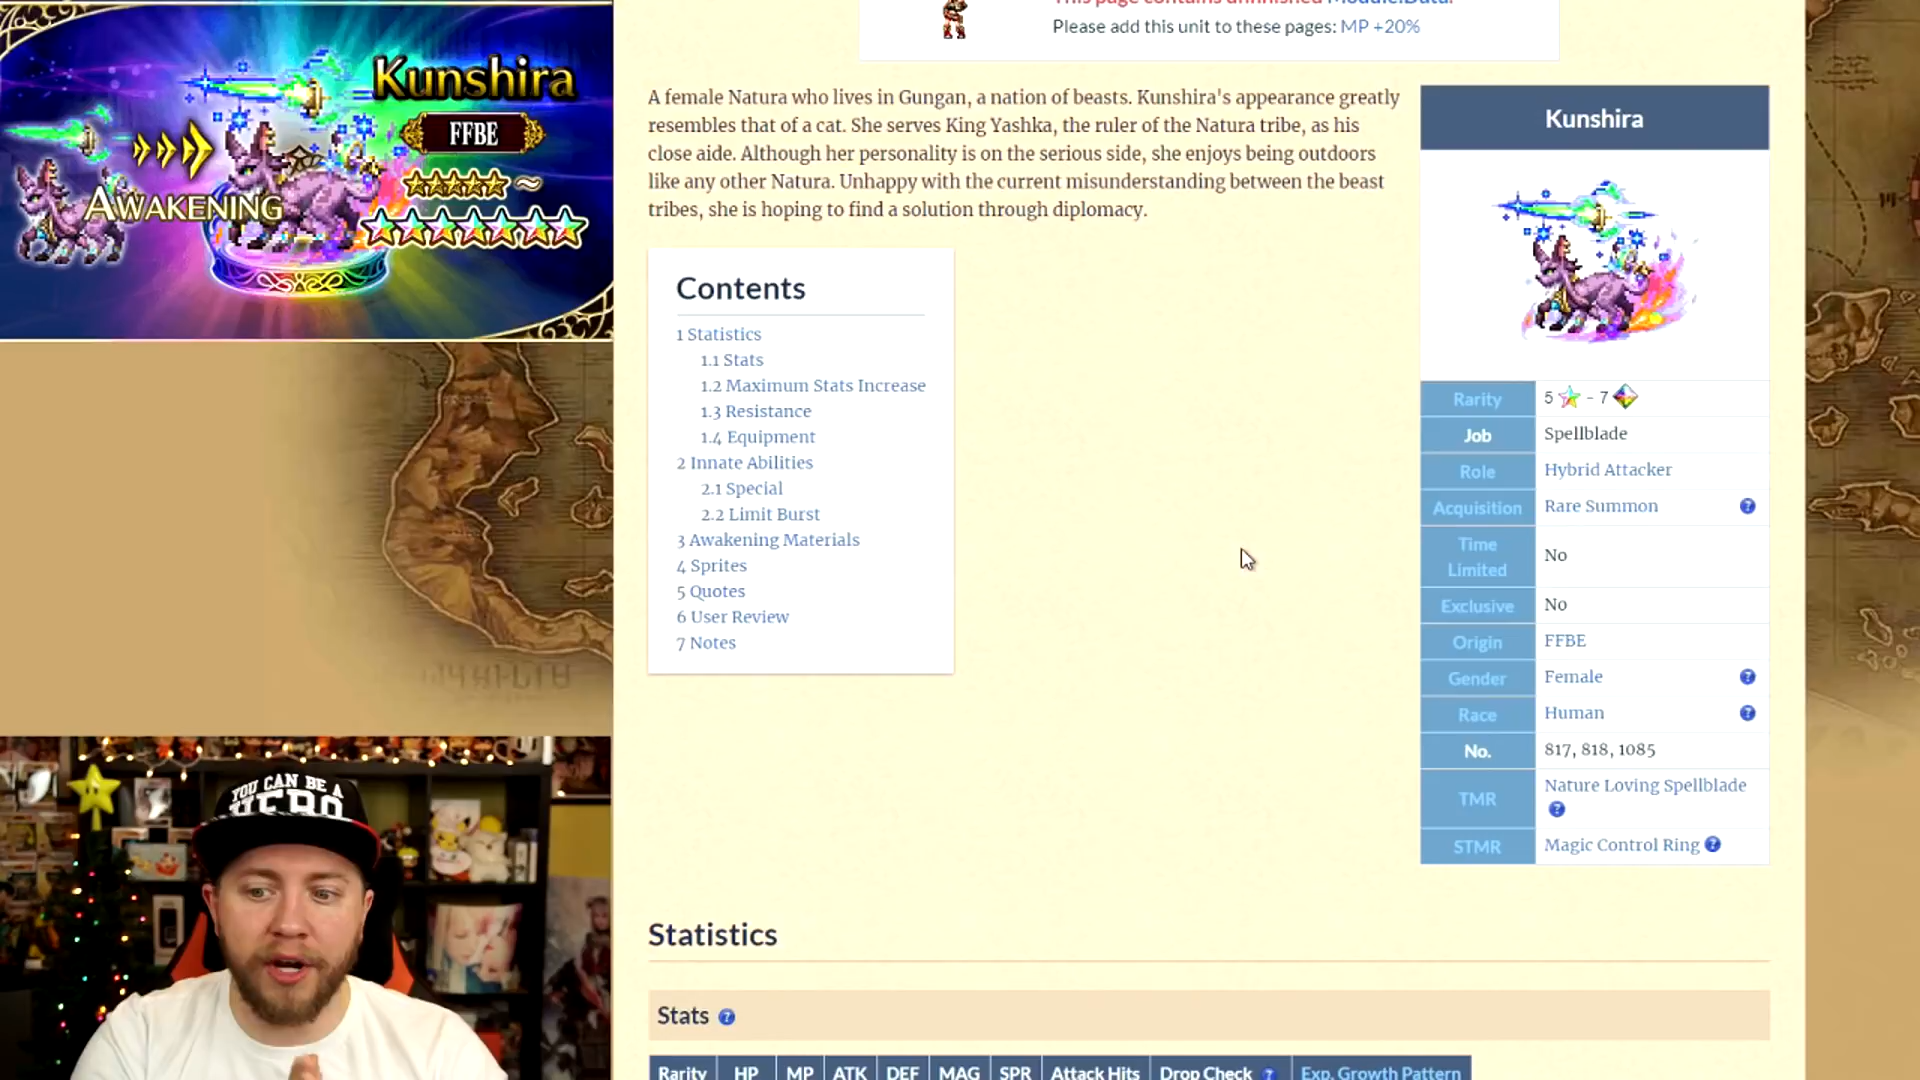 Kunshira
FFBE
AWAKENING
This page contains unfinished Module:Data.
Please add this unit to these pages: MP +20%
A female Natura who lives in Gungan, a nation of beasts. Kunshira's appearance greatly
resembles that of a cat. She serves King Yashka, the ruler of the Natura tribe, as his
close aide. Although her personality is on the serious side, she enjoys being outdoors
like any other Natura. Unhappy with the current misunderstanding between the beast
tribes, she is hoping to find a solution through diplomacy.
Contents
1 Statistics
1.1 Stats
1.2 Maximum Stats Increase
1.3 Resistance
1.4 Equipment
2 Innate Abilities
2.1 Special
2.2 Limit Burst
3 Awakening Materials
4 Sprites
5 Quotes
6 User Review
7 Notes
Kunshira
Rarity 5 - 7
Job Spellblade
Role Hybrid Attacker
Acquisition Rare Summon ?
Time Limited No
Exclusive No
Origin FFBE
Gender Female ?
Race Human ?
No. 817, 818, 1085
TMR Nature Loving Spellblade ?
STMR Magic Control Ring ?
Statistics
Stats ?
Rarity HP MP ATK DEF MAG SPR Attack Hits Drop Check ? Exp. Growth Pattern
YOU CAN BE A
HERO